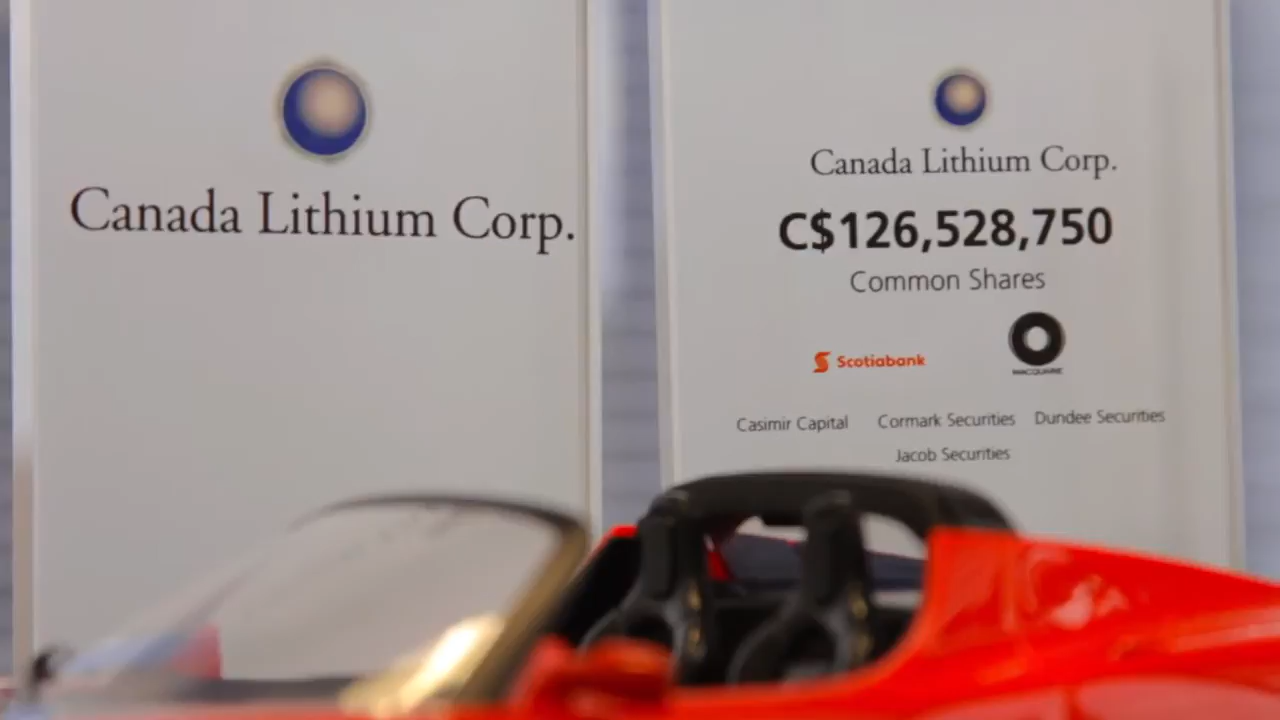 Canada Lithium Corp.
Canada Lithium Corp.
C$126,528,750
Common Shares
Scotiabank
MACQUARIE
Casimir Capital Cormark Securities Dundee Securities
Jacob Securities